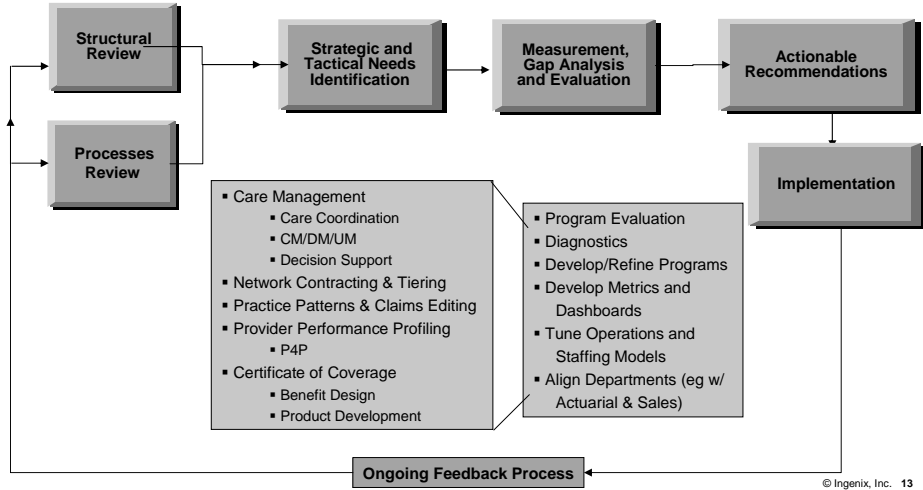 Structural
Review
Strategic and
Tactical Needs
Identification
Measurement,
Gap Analysis
and Evaluation
Actionable
Recommendations
Processes
Review
Implementation
▪ Care Management
▪ Care Coordination
▪ CM/DM/UM
▪ Decision Support
▪ Network Contracting & Tiering
▪ Practice Patterns & Claims Editing
▪ Provider Performance Profiling
▪ P4P
▪ Certificate of Coverage
▪ Benefit Design
▪ Product Development
▪ Program Evaluation
▪ Diagnostics
▪ Develop/Refine Programs
▪ Develop Metrics and
Dashboards
▪ Tune Operations and
Staffing Models
▪ Align Departments (eg w/
Actuarial & Sales)
Ongoing Feedback Process
© Ingenix, Inc. 13